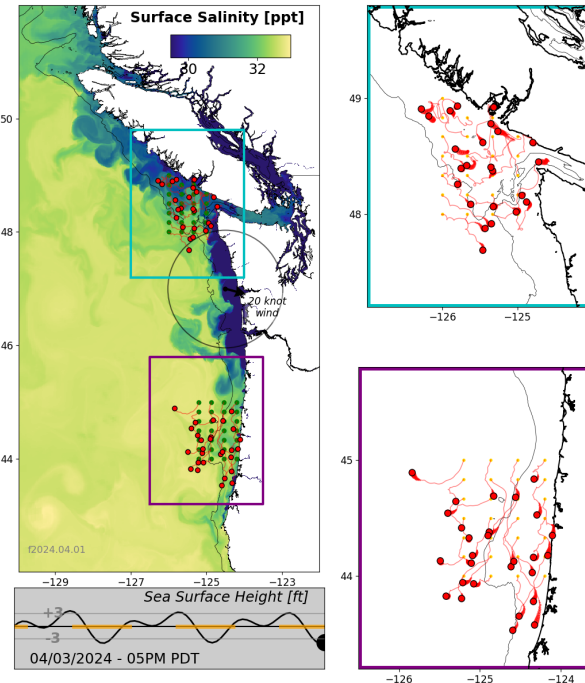 Surface Salinity [ppt]
30 32
50
48
46
44
−129 −127 −125 −123
20 knot
wind
f2024.04.01
49
48
−126 −125
45
44
−126 −125 −124
Sea Surface Height [ft]
+3
-3
04/03/2024 - 05PM PDT